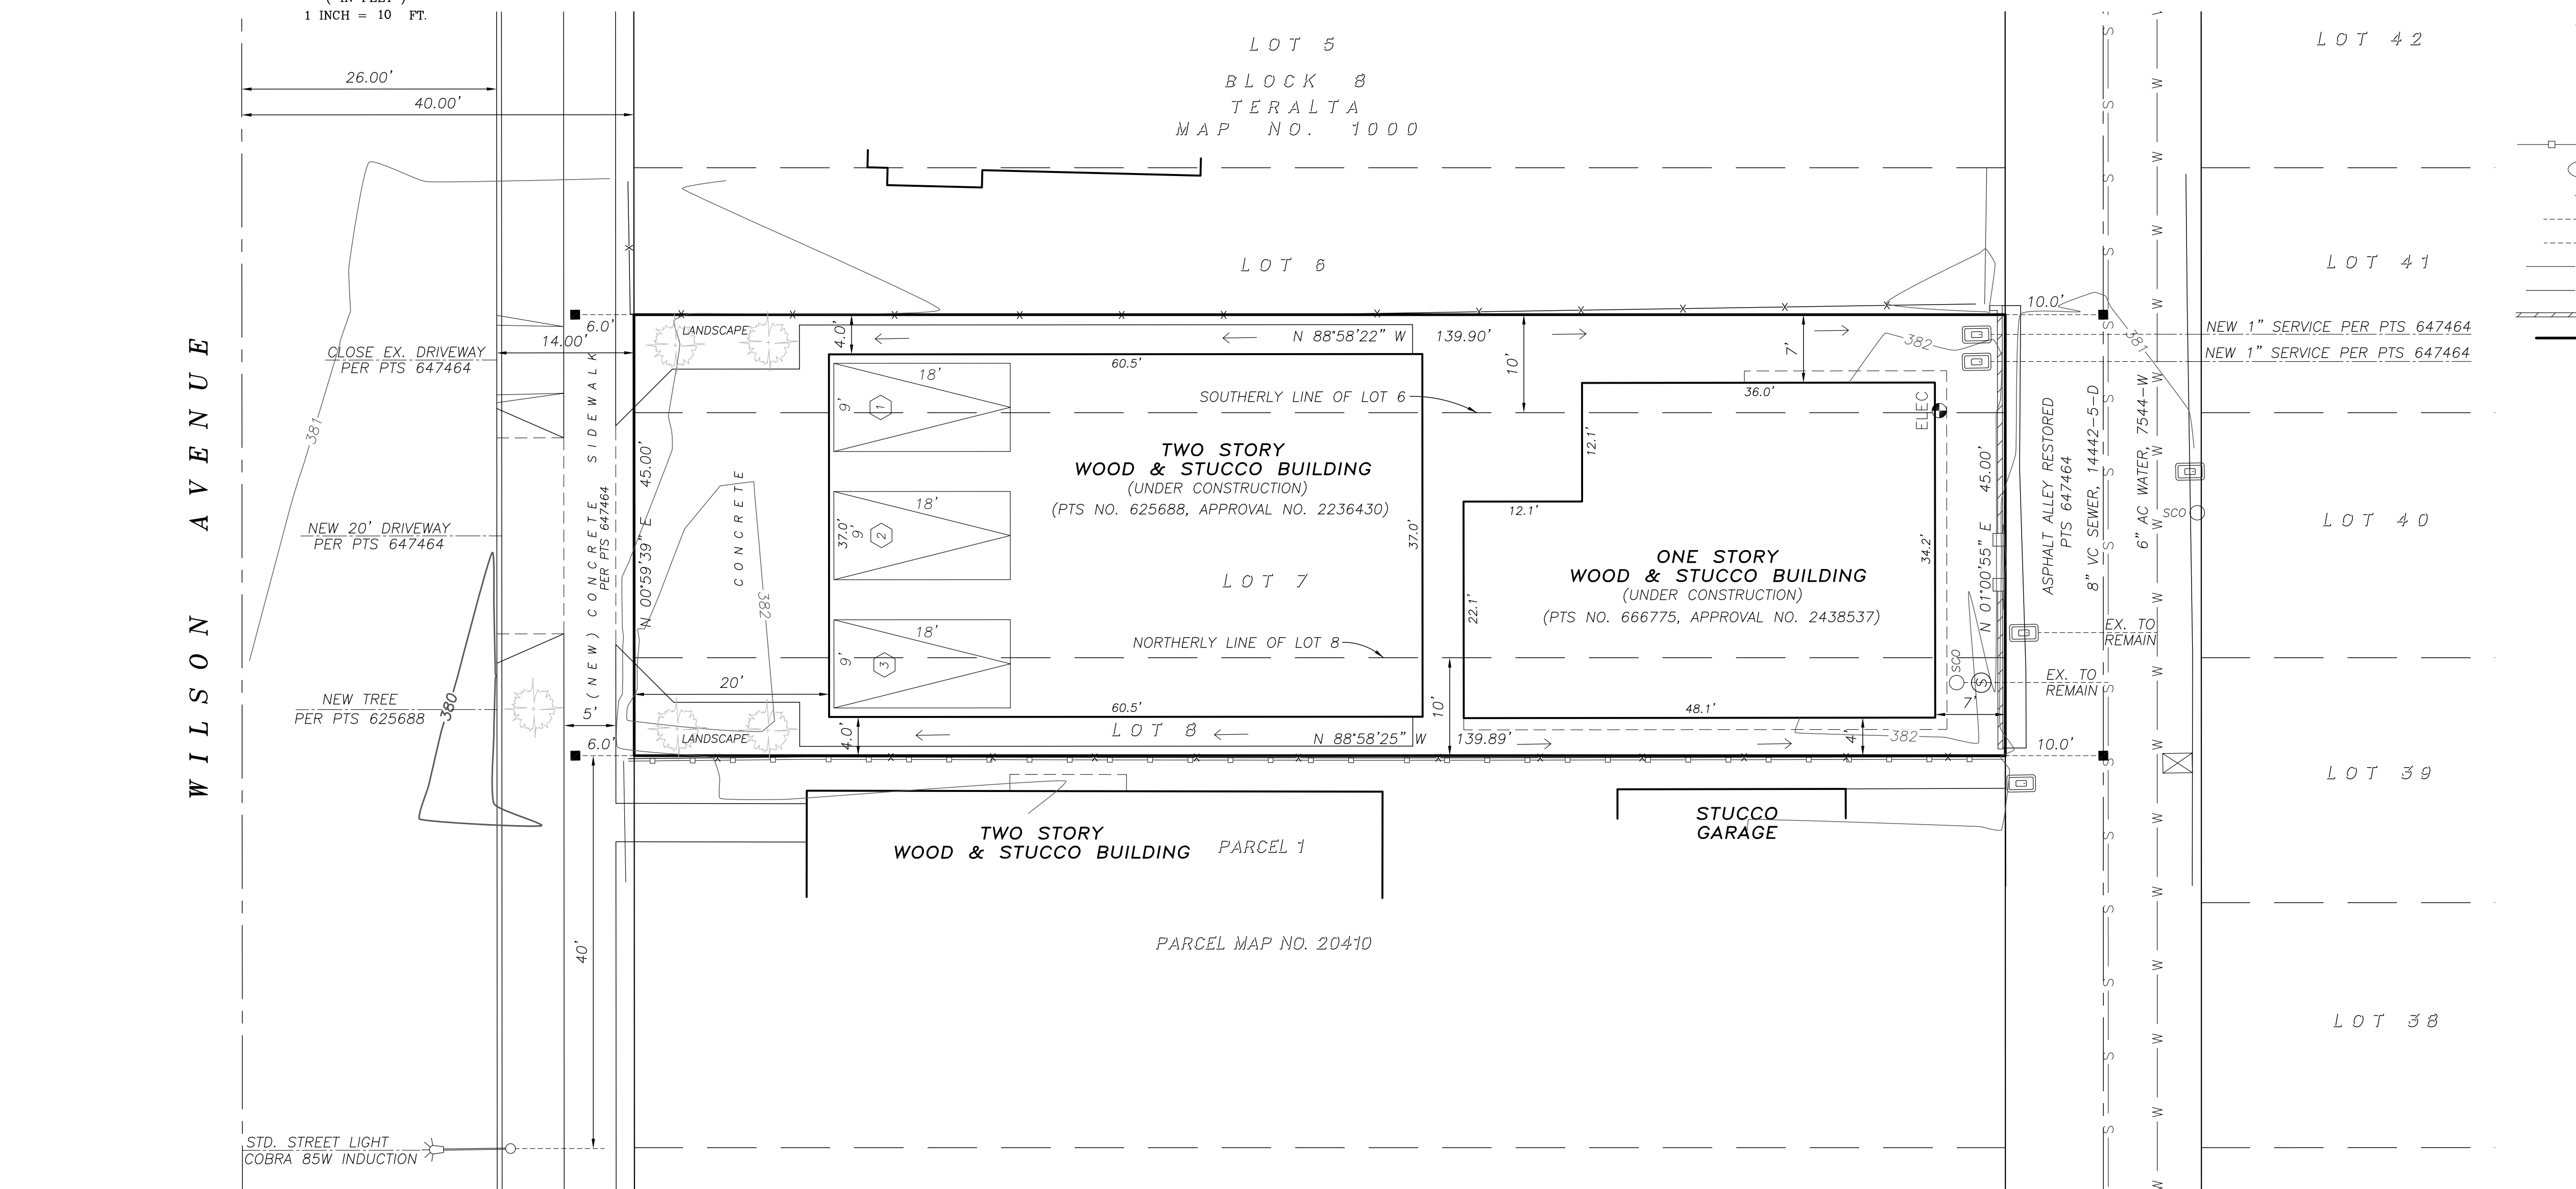 1 INCH = 10 FT.
26.00'
40.00'
LOT 5
BLOCK 8
TERALTA
MAP NO. 1000
LOT 42
LOT 6
LOT 41
WILSON AVENUE
381
6.0'
14.00'
CLOSE EX. DRIVEWAY
PER PTS 647464
NEW 20' DRIVEWAY
PER PTS 647464
NEW TREE
PER PTS 625688
380
(NEW) CONCRETE SIDEWALK
PER PTS 647464
5'
6.0'
40'
STD. STREET LIGHT
COBRA 85W INDUCTION
LANDSCAPE
4.0'
N 88°58'22" W 139.90'
N 00°59'39" E 45.00'
CONCRETE
382
20'
LANDSCAPE
60.5'
18'
9'
1
18'
9'
2
37.0'
18'
9'
3
SOUTHERLY LINE OF LOT 6
TWO STORY
WOOD & STUCCO BUILDING
(UNDER CONSTRUCTION)
(PTS NO. 625688, APPROVAL NO. 2236430)
37.0'
LOT 7
NORTHERLY LINE OF LOT 8
60.5'
4.0'
LOT 8
N 88°58'25" W 139.89'
10'
7'
36.0'
382
12.1'
12.1'
22.1'
ONE STORY
WOOD & STUCCO BUILDING
(UNDER CONSTRUCTION)
(PTS NO. 666775, APPROVAL NO. 2438537)
34.2'
48.1'
10'
4'
7'
382
ELEC
SCO
S
N 01°00'55" E 45.00'
10.0'
381
NEW 1" SERVICE PER PTS 647464
NEW 1" SERVICE PER PTS 647464
ASPHALT ALLEY RESTORED
PTS 647464
8" VC SEWER, 14442-5-D
6" AC WATER, 7544-W
SCO
EX. TO
REMAIN
EX. TO
REMAIN
10.0'
LOT 40
LOT 39
LOT 38
TWO STORY
WOOD & STUCCO BUILDING
PARCEL 1
STUCCO
GARAGE
PARCEL MAP NO. 20410